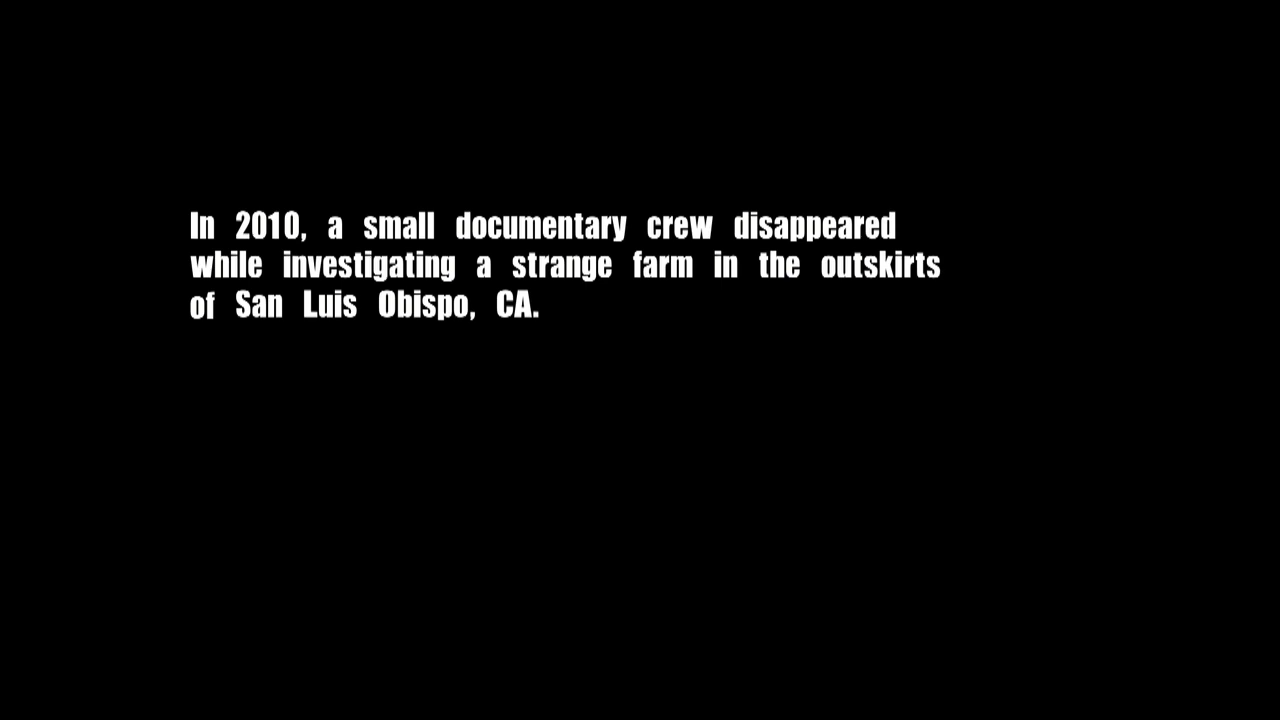 In 2010, a small documentary crew disappeared
while investigating a strange farm in the outskirts
of San Luis Obispo, CA.